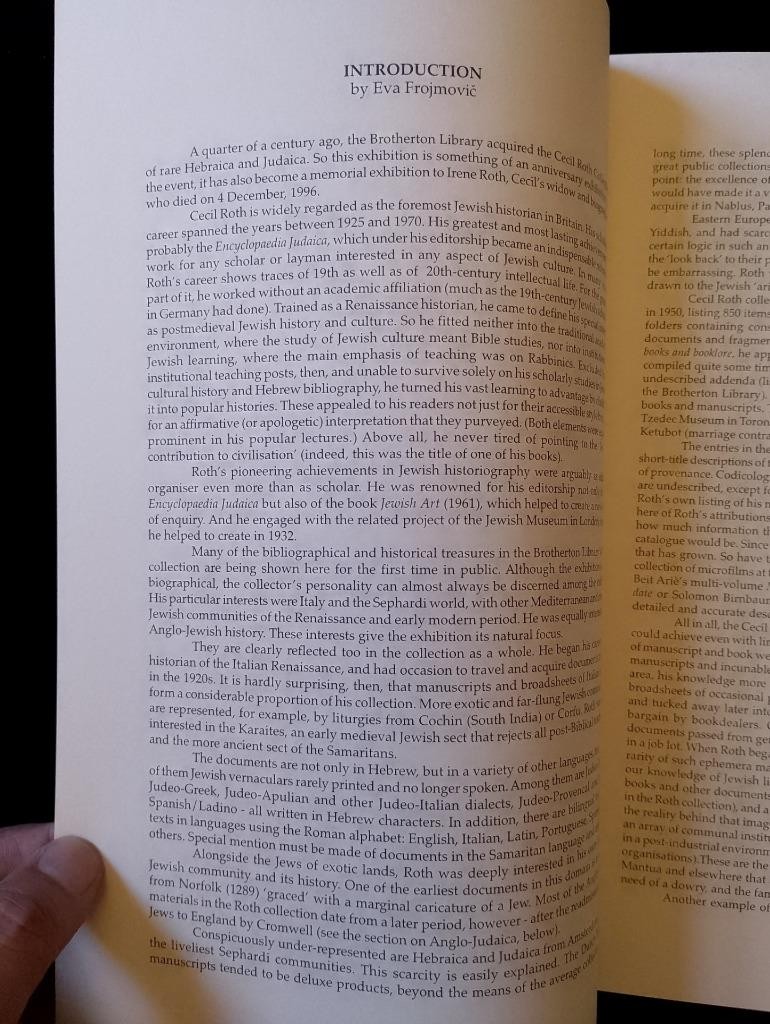 INTRODUCTION
by Eva Frojmovič
A quarter of a century ago, the Brotherton Library acquired the Cecil Roth
of rare Hebraica and Judaica. So this exhibition is something of an anniversary
the event, it has also become a memorial exhibition to Irene Roth, Cecil's widow and
who died on 4 December, 1996.
Cecil Roth is widely regarded as the foremost Jewish historian in Britain. His
career spanned the years between 1925 and 1970. His greatest and most lasting
probably the Encyclopaedia Judaica, which under his editorship became an indispensable
work for any scholar or layman interested in any aspect of Jewish culture. In
Roth's career shows traces of 19th as well as of 20th-century intellectual life. For the
part of it, he worked without an academic affiliation (much as the 19th-century Jewish
in Germany had done). Trained as a Renaissance historian, he came to define his special
as postmedieval Jewish history and culture. So he fitted neither into the traditional
environment, where the study of Jewish culture meant Bible studies, nor into
Jewish learning, where the main emphasis of teaching was on Rabbinics. Excluded
institutional teaching posts, then, and unable to survive solely on his scholarly studies
cultural history and Hebrew bibliography, he turned his vast learning to advantage by
it into popular histories. These appealed to his readers not just for their accessible style
for an affirmative (or apologetic) interpretation that they purveyed. (Both elements were
prominent in his popular lectures.) Above all, he never tired of pointing to the
contribution to civilisation' (indeed, this was the title of one of his books).
Roth's pioneering achievements in Jewish historiography were arguably as
organiser even more than as scholar. He was renowned for his editorship not only
Encyclopaedia Judaica but also of the book Jewish Art (1961), which helped to create
of enquiry. And he engaged with the related project of the Jewish Museum in London
he helped to create in 1932.
Many of the bibliographical and historical treasures in the Brotherton Library
collection are being shown here for the first time in public. Although the exhibition
biographical, the collector's personality can almost always be discerned among the
His particular interests were Italy and the Sephardi world, with other Mediterranean
Jewish communities of the Renaissance and early modern period. He was equally
Anglo-Jewish history. These interests give the exhibition its natural focus.
They are clearly reflected too in the collection as a whole. He began his
historian of the Italian Renaissance, and had occasion to travel and acquire
in the 1920s. It is hardly surprising, then, that manuscripts and broadsheets of Italian
form a considerable proportion of his collection. More exotic and far-flung Jewish
are represented, for example, by liturgies from Cochin (South India) or Corfu.
interested in the Karaites, an early medieval Jewish sect that rejects all post-Biblical
and the more ancient sect of the Samaritans.
The documents are not only in Hebrew, but in a variety of other languages,
of them Jewish vernaculars rarely printed and no longer spoken. Among them are
Judeo-Greek, Judeo-Apulian and other Judeo-Italian dialects, Judeo-Provencal
Spanish/Ladino - all written in Hebrew characters. In addition, there are bilingual
texts in languages using the Roman alphabet: English, Italian, Latin, Portuguese,
others. Special mention must be made of documents in the Samaritan language
Alongside the Jews of exotic lands, Roth was deeply interested in his
Jewish community and its history. One of the earliest documents in this domain
from Norfolk (1289) 'graced' with a marginal caricature of a Jew. Most of the
materials in the Roth collection date from a later period, however - after the
Jews to England by Cromwell (see the section on Anglo-Judaica, below).
Conspicuously under-represented are Hebraica and Judaica from
the liveliest Sephardi communities. This scarcity is easily explained. The
manuscripts tended to be deluxe products, beyond the means of the average
long time, these
great public collections
point: the excellence of
would have made it a
acquire it in Nablus,
Eastern Europe
Yiddish, and had
certain logic in such an
the 'look back' to their
be embarrassing. Roth
drawn to the Jewish
Cecil Roth
in 1950, listing 850 items
folders containing
documents and
books and booklore, he
compiled quite some
undescribed addenda
the Brotherton Library).
books and manuscripts.
Tzedec Museum in
Ketubot (marriage
The entries in the
short-title descriptions of
of provenance.
are undescribed, except
Roth's own listing of his
here of Roth's attributions
how much information
catalogue would be. Since
that has grown. So have
collection of microfilms at
Beit Arié's multi-volume
date or Solomon
detailed and accurate
All in all, the Cecil
could achieve even with
of manuscript and book
manuscripts and
area, his knowledge more
broadsheets of occasional
and tucked away later
bargain by bookdealers.
documents passed from
in a job lot. When Roth
rarity of such ephemera
our knowledge of Jewish
books and other documents
in the Roth collection), and a
the reality behind that
an array of communal
in a post-industrial
organisations). These are the
Mantua and elsewhere that
need of a dowry, and the
Another example of